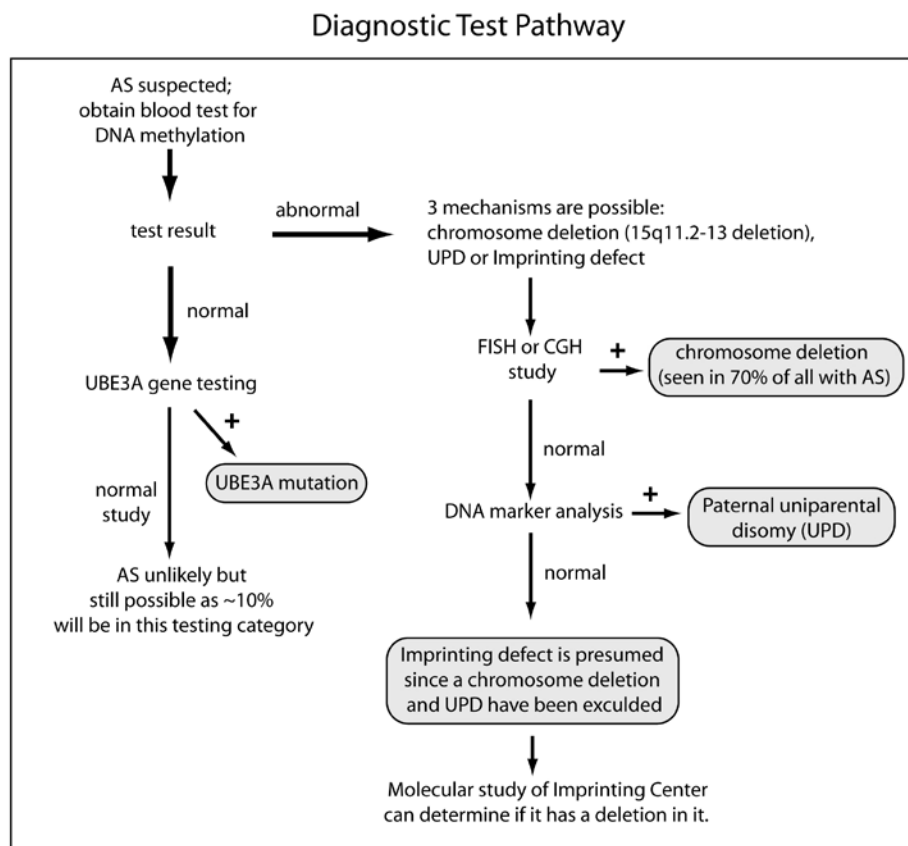 Diagnostic Test Pathway
AS suspected;
obtain blood test for
DNA methylation
test result
abnormal
3 mechanisms are possible:
chromosome deletion (15q11.2-13 deletion),
UPD or Imprinting defect
normal
UBE3A gene testing
+
UBE3A mutation
normal
study
AS unlikely but
still possible as ~10%
will be in this testing category
FISH or CGH
study
+
chromosome deletion
(seen in 70% of all with AS)
normal
DNA marker analysis
+
Paternal uniparental
disomy (UPD)
normal
Imprinting defect is presumed
since a chromosome deletion
and UPD have been exculded
Molecular study of Imprinting Center
can determine if it has a deletion in it.